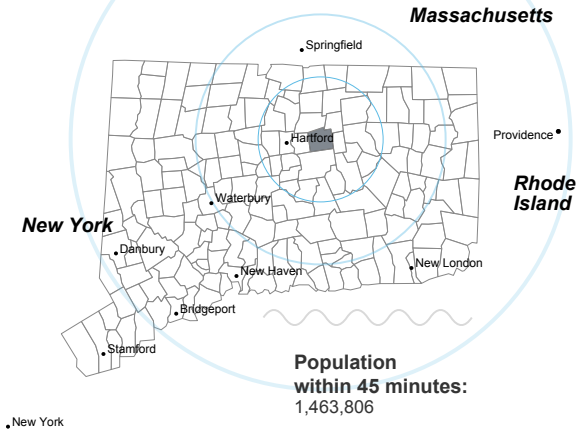 Massachusetts
Springfield
Providence
Hartford
Rhode
Island
Waterbury
New York
Danbury
New London
New Haven
Bridgeport
Stamford
Population
within 45 minutes:
1,463,806
New York